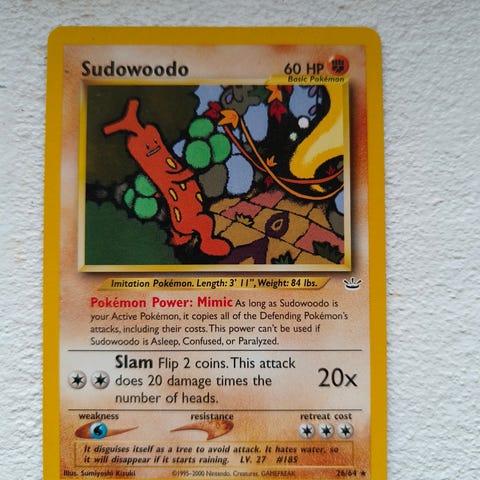 Sudowoodo 60 HP
Basic Pokémon
Imitation Pokémon. Length: 3' 11", Weight: 84 lbs.
Pokémon Power: Mimic As long as Sudowoodo is
your Active Pokémon, it copies all of the Defending Pokémon's
attacks, including their costs. This power can't be used if
Sudowoodo is Asleep, Confused, or Paralyzed.
Slam Flip 2 coins. This attack
does 20 damage times the
number of heads.
20x
weakness resistance retreat cost
It disguises itself as a tree to avoid attack. It hates water, so
it will disappear if it starts raining. LV. 27 #185
Illus. Sumiyoshi Kizuki ©1995-2000 Nintendo, Creatures, GAMEFREAK. 26/64 ★